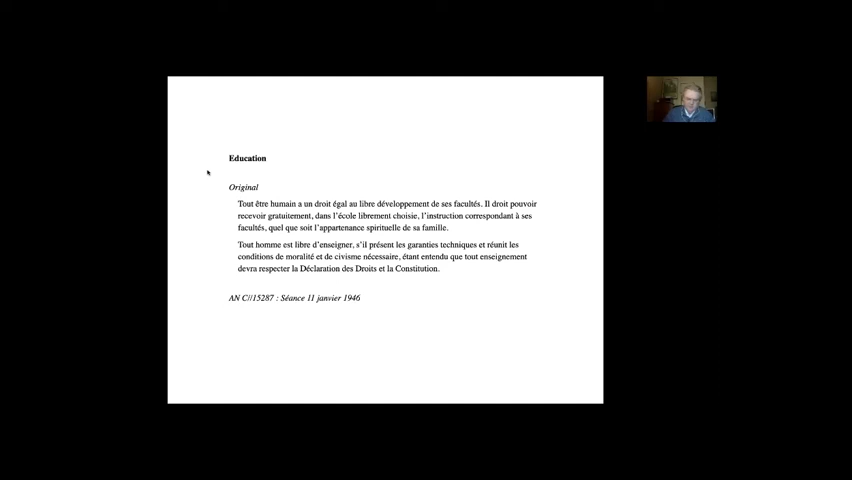 Education
Original
Tout être humain a un droit égal au libre développement de ses facultés. Il droit pouvoir
recevoir gratuitement, dans l'école librement choisie, l'instruction correspondant à ses
facultés, quel que soit l'appartenance spirituelle de sa famille.
Tout homme est libre d'enseigner, s'il présent les garanties techniques et réunit les
conditions de moralité et de civisme nécessaire, étant entendu que tout enseignement
devra respecter la Déclaration des Droits et la Constitution.
AN C//15287 : Séance 11 janvier 1946